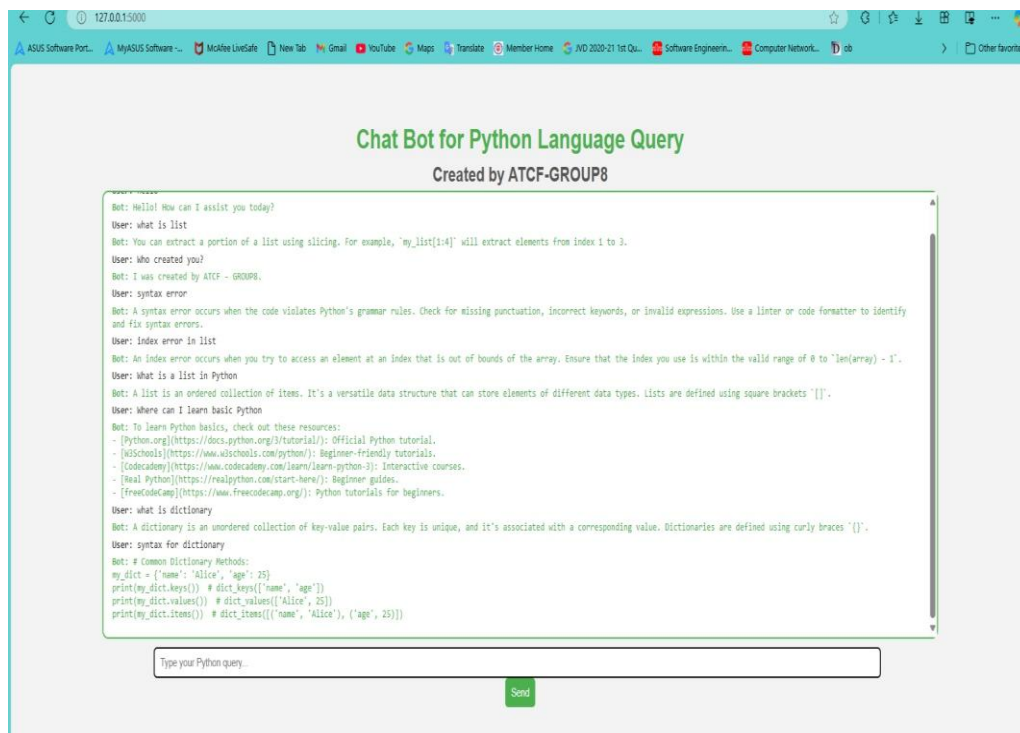 127.0.0.1:5000
ASUS Software Port... MyASUS Software -... McAfee LiveSafe New Tab Gmail YouTube Maps Translate Member Home JVD 2020-21 1st Qu... Software Engineerin... Computer Network... ob Other favorite
Chat Bot for Python Language Query
Created by ATCF-GROUP8
User: hello
Bot: Hello! How can I assist you today?
User: what is list
Bot: You can extract a portion of a list using slicing. For example, `my_list[1:4]` will extract elements from index 1 to 3.
User: Who created you?
Bot: I was created by ATCF - GROUP8.
User: syntax error
Bot: A syntax error occurs when the code violates Python's grammar rules. Check for missing punctuation, incorrect keywords, or invalid expressions. Use a linter or code formatter to identify
and fix syntax errors.
User: index error in list
Bot: An index error occurs when you try to access an element at an index that is out of bounds of the array. Ensure that the index you use is within the valid range of 0 to `len(array) - 1`.
User: What is a list in Python
Bot: A list is an ordered collection of items. It's a versatile data structure that can store elements of different data types. Lists are defined using square brackets `[]`.
User: Where can I learn basic Python
Bot: To learn Python basics, check out these resources:
- [Python.org](https://docs.python.org/3/tutorial/): Official Python tutorial.
- [W3Schools](https://www.w3schools.com/python/): Beginner-friendly tutorials.
- [Codecademy](https://www.codecademy.com/learn/learn-python-3): Interactive courses.
- [Real Python](https://realpython.com/start-here/): Beginner guides.
- [freeCodeCamp](https://www.freecodecamp.org/): Python tutorials for beginners.
User: what is dictionary
Bot: A dictionary is an unordered collection of key-value pairs. Each key is unique, and it's associated with a corresponding value. Dictionaries are defined using curly braces `{}`.
User: syntax for dictionary
Bot: # Common Dictionary Methods:
my_dict = {'name': 'Alice', 'age': 25}
print(my_dict.keys()) # dict_keys(['name', 'age'])
print(my_dict.values()) # dict_values(['Alice', 25])
print(my_dict.items()) # dict_items([('name', 'Alice'), ('age', 25)])
Type your Python query...
Send